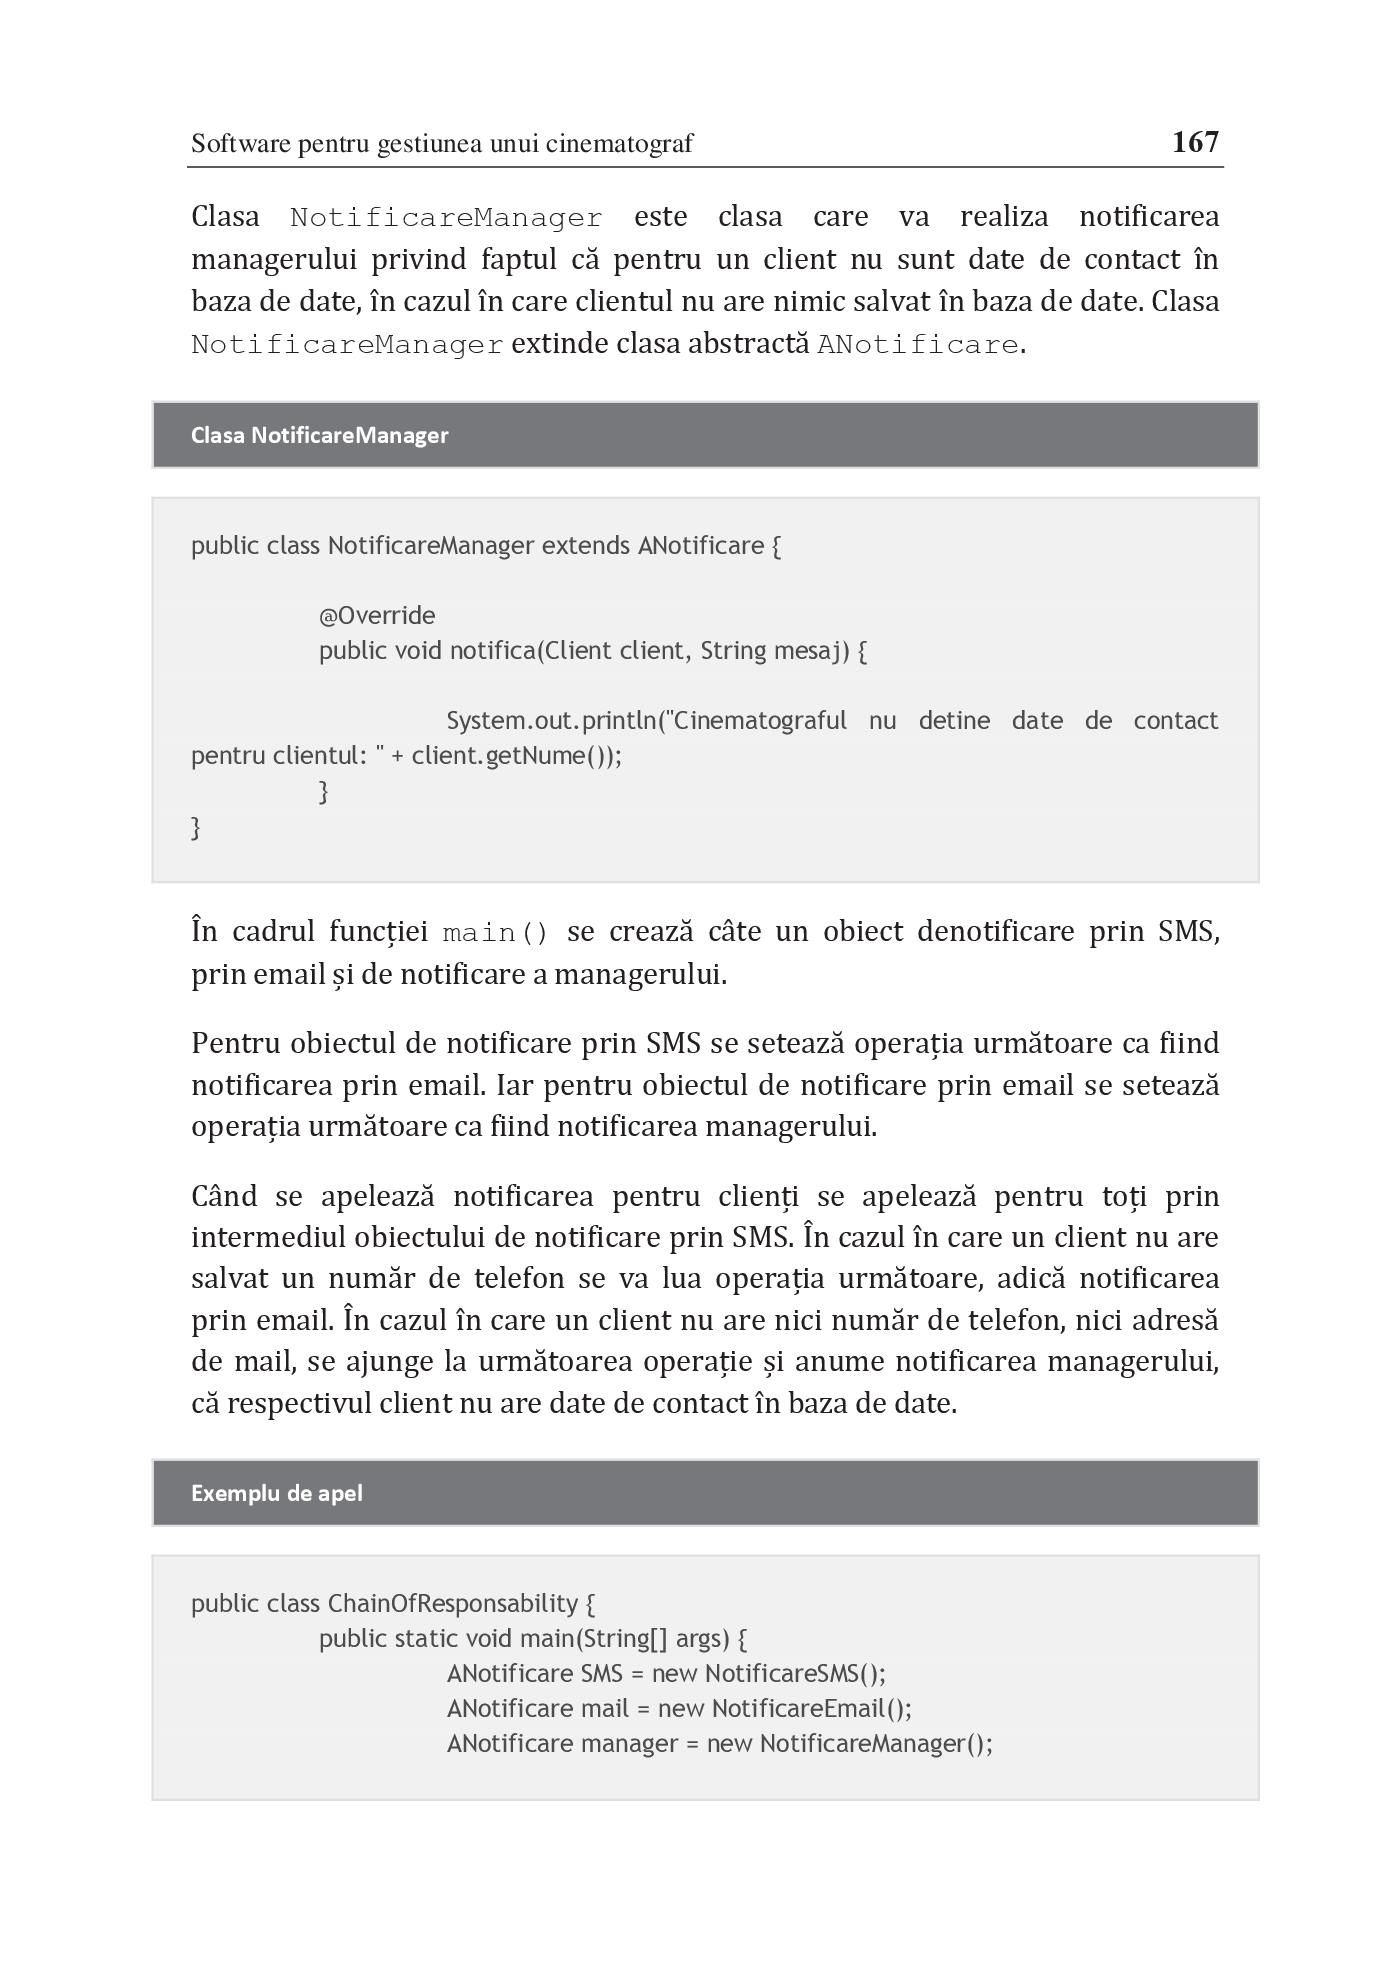 Software pentru gestiunea unui cinematograf 167
Clasa NotificareManager este clasa care va realiza notificarea
managerului privind faptul că pentru un client nu sunt date de contact în
baza de date, în cazul în care clientul nu are nimic salvat în baza de date. Clasa
NotificareManager extinde clasa abstractă ANotificare.
Clasa NotificareManager
public class NotificareManager extends ANotificare {
@Override
public void notifica(Client client, String mesaj) {
System.out.println("Cinematograful nu detine date de contact
pentru clientul: " + client.getNume());
}
}
În cadrul funcției main() se crează câte un obiect denotificare prin SMS,
prin email și de notificare a managerului.
Pentru obiectul de notificare prin SMS se setează operația următoare ca fiind
notificarea prin email. Iar pentru obiectul de notificare prin email se setează
operația următoare ca fiind notificarea managerului.
Când se apelează notificarea pentru clienți se apelează pentru toți prin
intermediul obiectului de notificare prin SMS. În cazul în care un client nu are
salvat un număr de telefon se va lua operația următoare, adică notificarea
prin email. În cazul în care un client nu are nici număr de telefon, nici adresă
de mail, se ajunge la următoarea operație și anume notificarea managerului,
că respectivul client nu are date de contact în baza de date.
Exemplu de apel
public class ChainOfResponsability {
public static void main(String[] args) {
ANotificare SMS = new NotificareSMS();
ANotificare mail = new NotificareEmail();
ANotificare manager = new NotificareManager();